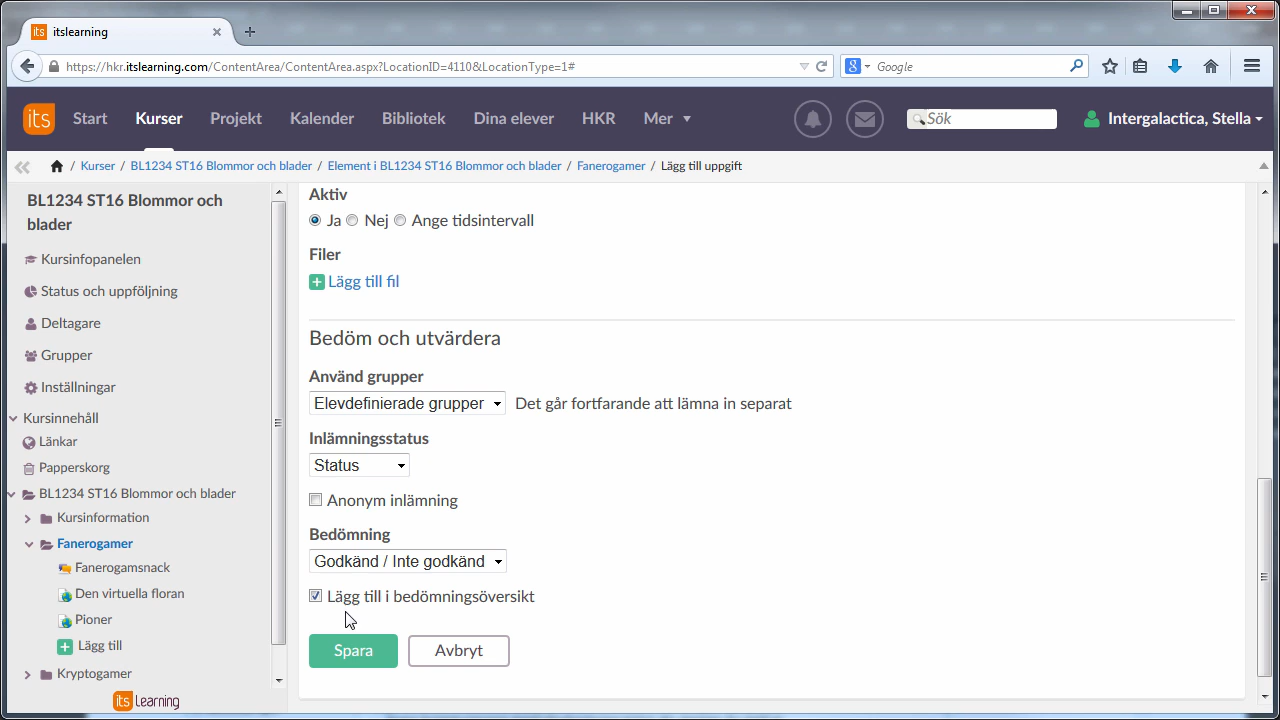 its itslearning
https://hkr.itslearning.com/ContentArea/ContentArea.aspx?LocationID=4110&LocationType=1#
Google
its Start Kurser Projekt Kalender Bibliotek Dina elever HKR Mer Sök Intergalactica, Stella
/ Kurser / BL1234 ST16 Blommor och blader / Element i BL1234 ST16 Blommor och blader / Fanerogamer / Lägg till uppgift
BL1234 ST16 Blommor och
blader
Kursinfopanelen
Status och uppföljning
Deltagare
Grupper
Inställningar
Kursinnehåll
Länkar
Papperskorg
BL1234 ST16 Blommor och blader
Kursinformation
Fanerogamer
Fanerogamsnack
Den virtuella floran
Pioner
Lägg till
Kryptogamer
its learning
Aktiv
Ja Nej Ange tidsintervall
Filer
Lägg till fil
Bedöm och utvärdera
Använd grupper
Elevdefinierade grupper Det går fortfarande att lämna in separat
Inlämningsstatus
Status
Anonym inlämning
Bedömning
Godkänd / Inte godkänd
Lägg till i bedömningsöversikt
Spara Avbryt